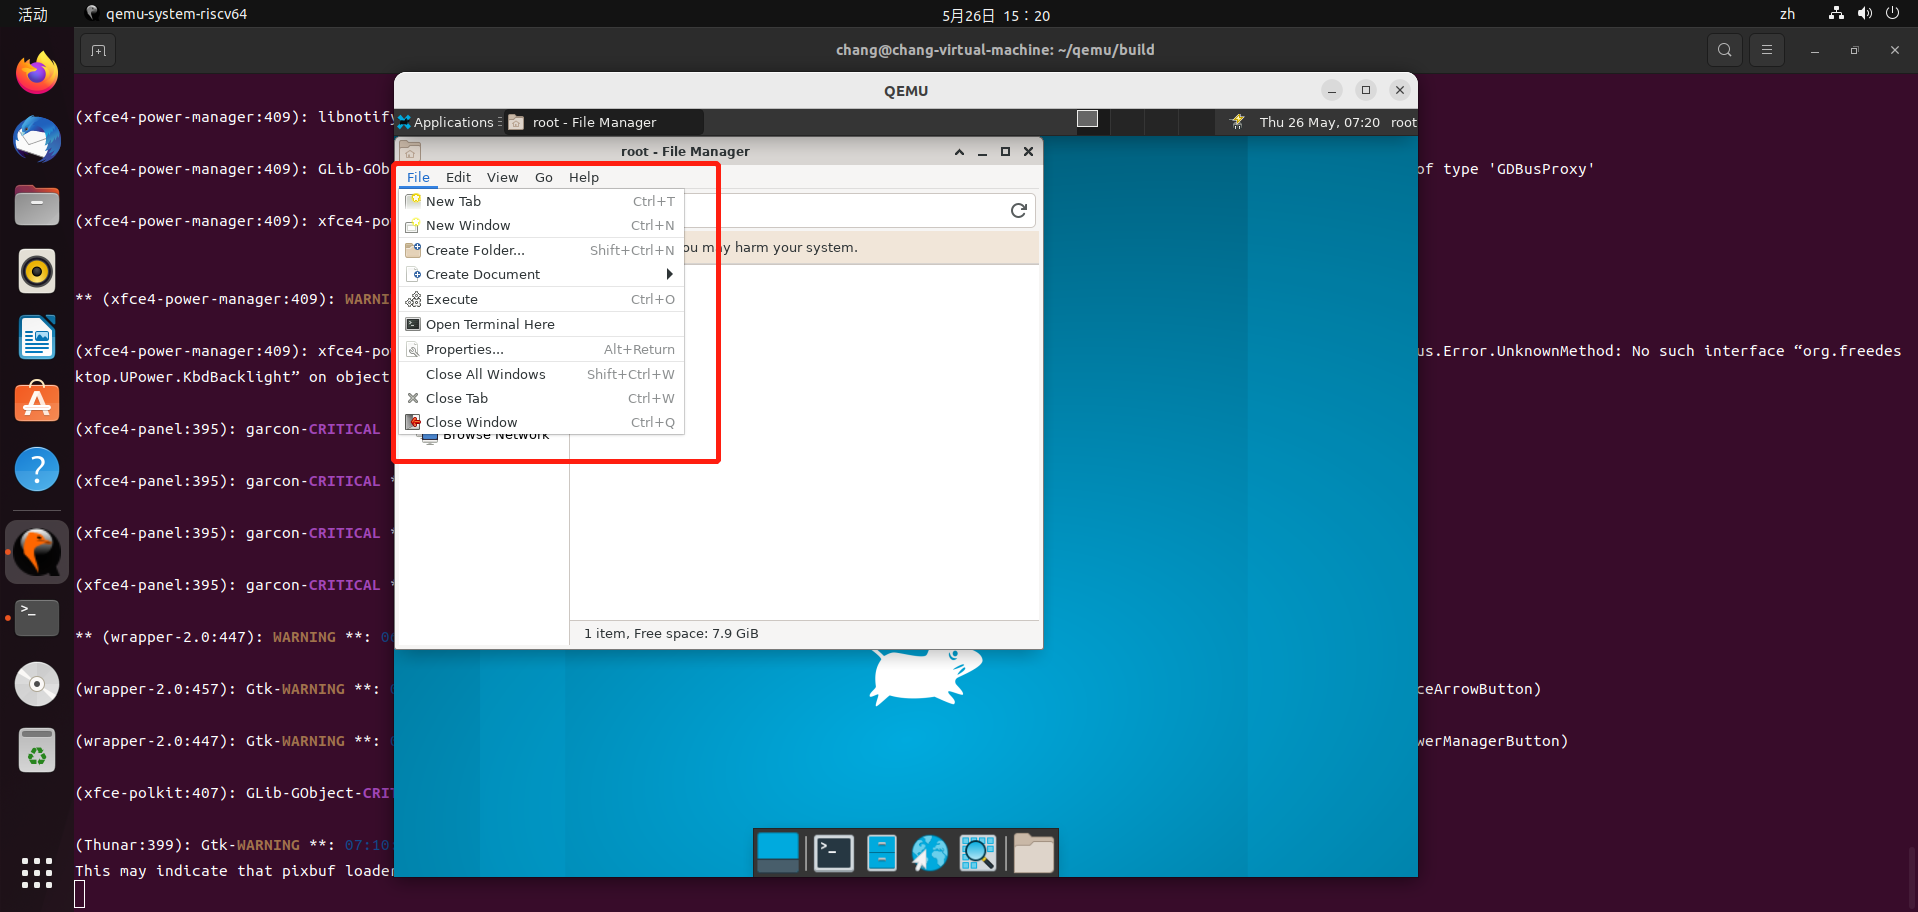 活动
qemu-system-riscv64
5月26日 15：20
zh
chang@chang-virtual-machine: ~/qemu/build
QEMU
Applications
root - File Manager
Thu 26 May, 07:20
root
root - File Manager
File Edit View Go Help
New Tab Ctrl+T
New Window Ctrl+N
Create Folder... Shift+Ctrl+N
Create Document
Execute Ctrl+O
Open Terminal Here
Properties... Alt+Return
Close All Windows Shift+Ctrl+W
Close Tab Ctrl+W
Close Window Ctrl+Q
may harm your system.
Browse Network
1 item, Free space: 7.9 GiB
(xfce4-power-manager:409): libnotify
(xfce4-power-manager:409): GLib-GOb
of type 'GDBusProxy'
(xfce4-power-manager:409): xfce4-po
** (xfce4-power-manager:409): WARNI
(xfce4-power-manager:409): xfce4-po
us.Error.UnknownMethod: No such interface “org.freedes
ktop.UPower.KbdBacklight” on object
(xfce4-panel:395): garcon-CRITICAL
(xfce4-panel:395): garcon-CRITICAL
(xfce4-panel:395): garcon-CRITICAL
(xfce4-panel:395): garcon-CRITICAL
** (wrapper-2.0:447): WARNING **:
(wrapper-2.0:457): Gtk-WARNING **:
ceArrowButton)
(wrapper-2.0:447): Gtk-WARNING **:
werManagerButton)
(xfce-polkit:407): GLib-GObject-CRIT
(Thunar:399): Gtk-WARNING **: 07:10:
This may indicate that pixbuf loader